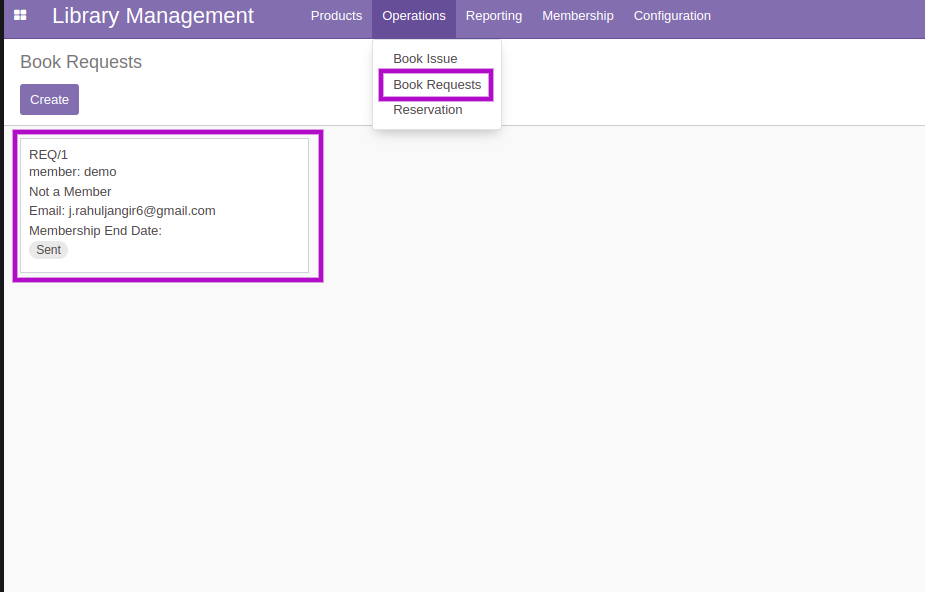 Library Management
Products Operations Reporting Membership Configuration
Book Requests
Create
Book Issue
Book Requests
Reservation
REQ/1
member: demo
Not a Member
Email: j.rahuljangir6@gmail.com
Membership End Date:
Sent